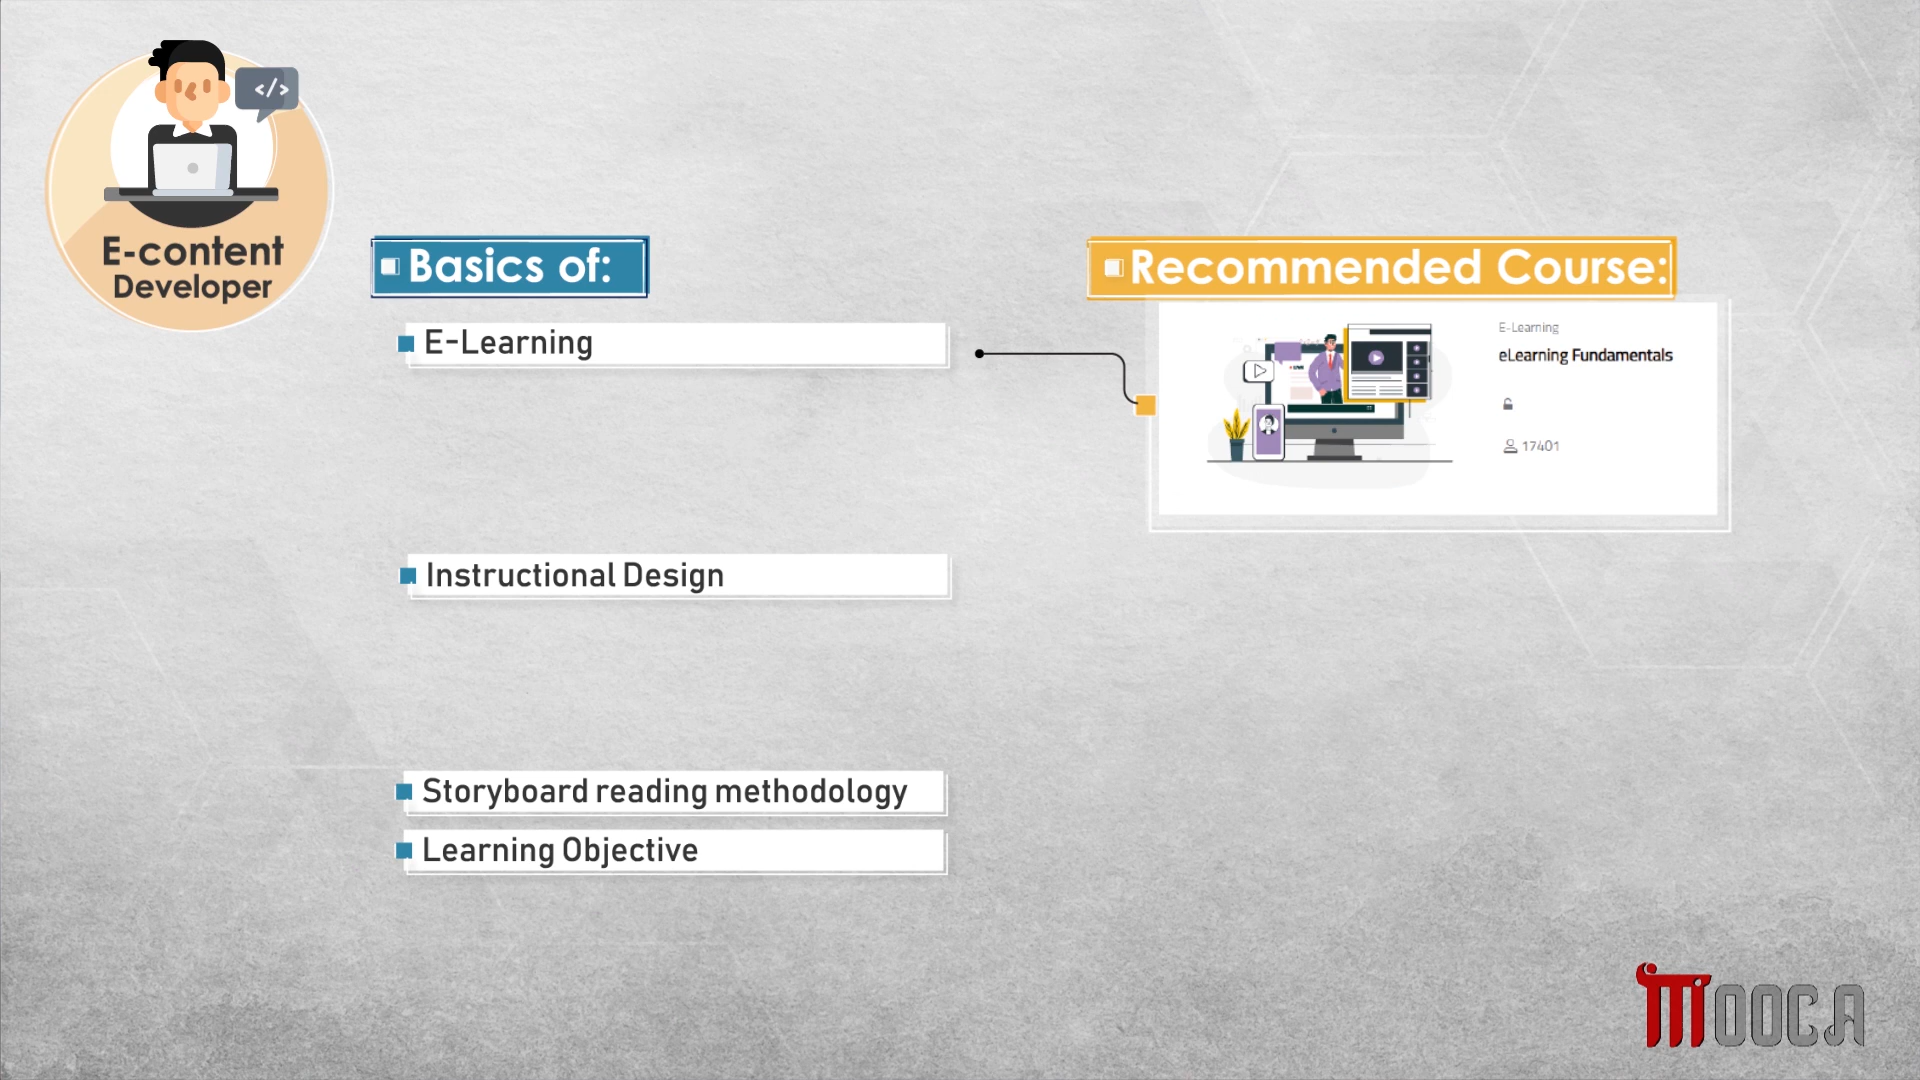 </>
E-content
Developer
Basics of:
E-Learning
Instructional Design
Storyboard reading methodology
Learning Objective
Recommended Course:
E-Learning
eLearning Fundamentals
17401
MOOCA